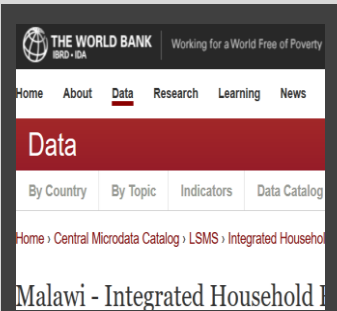 THE WORLD BANK
IBRD · IDA
Working for a World Free of Poverty
Home About Data Research Learning News
Data
By Country By Topic Indicators Data Catalog
Home › Central Microdata Catalog › LSMS › Integrated Househol
Malawi - Integrated Household